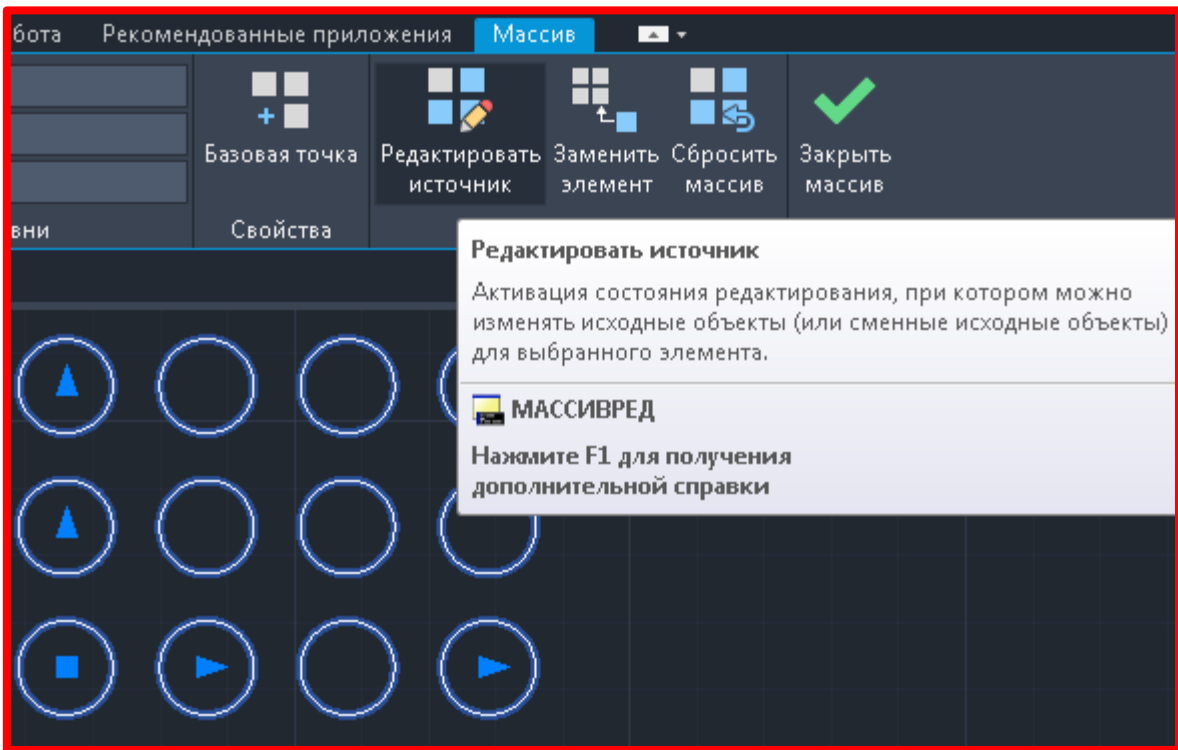 бота Рекомендованные приложения Массив
Базовая точка Редактировать Заменить Сбросить Закрыть
источник элемент массив массив
вни Свойства
Редактировать источник
Активация состояния редактирования, при котором можно
изменять исходные объекты (или сменные исходные объекты)
для выбранного элемента.
МАССИВРЕД
Нажмите F1 для получения
дополнительной справки